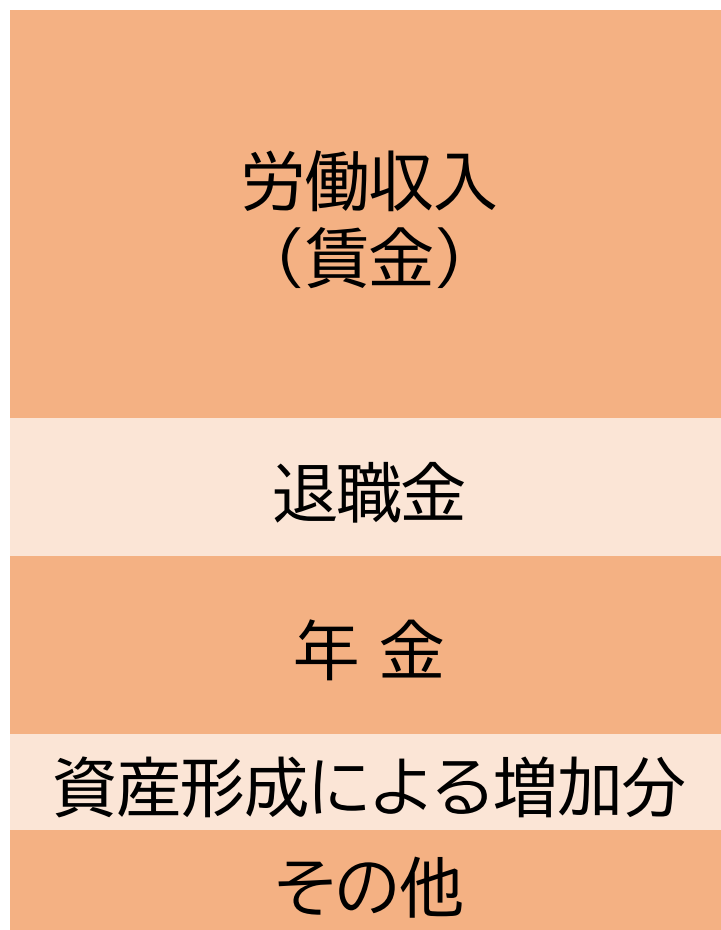 労働収入
（賃金）
退職金
年 金
資産形成による増加分
その他